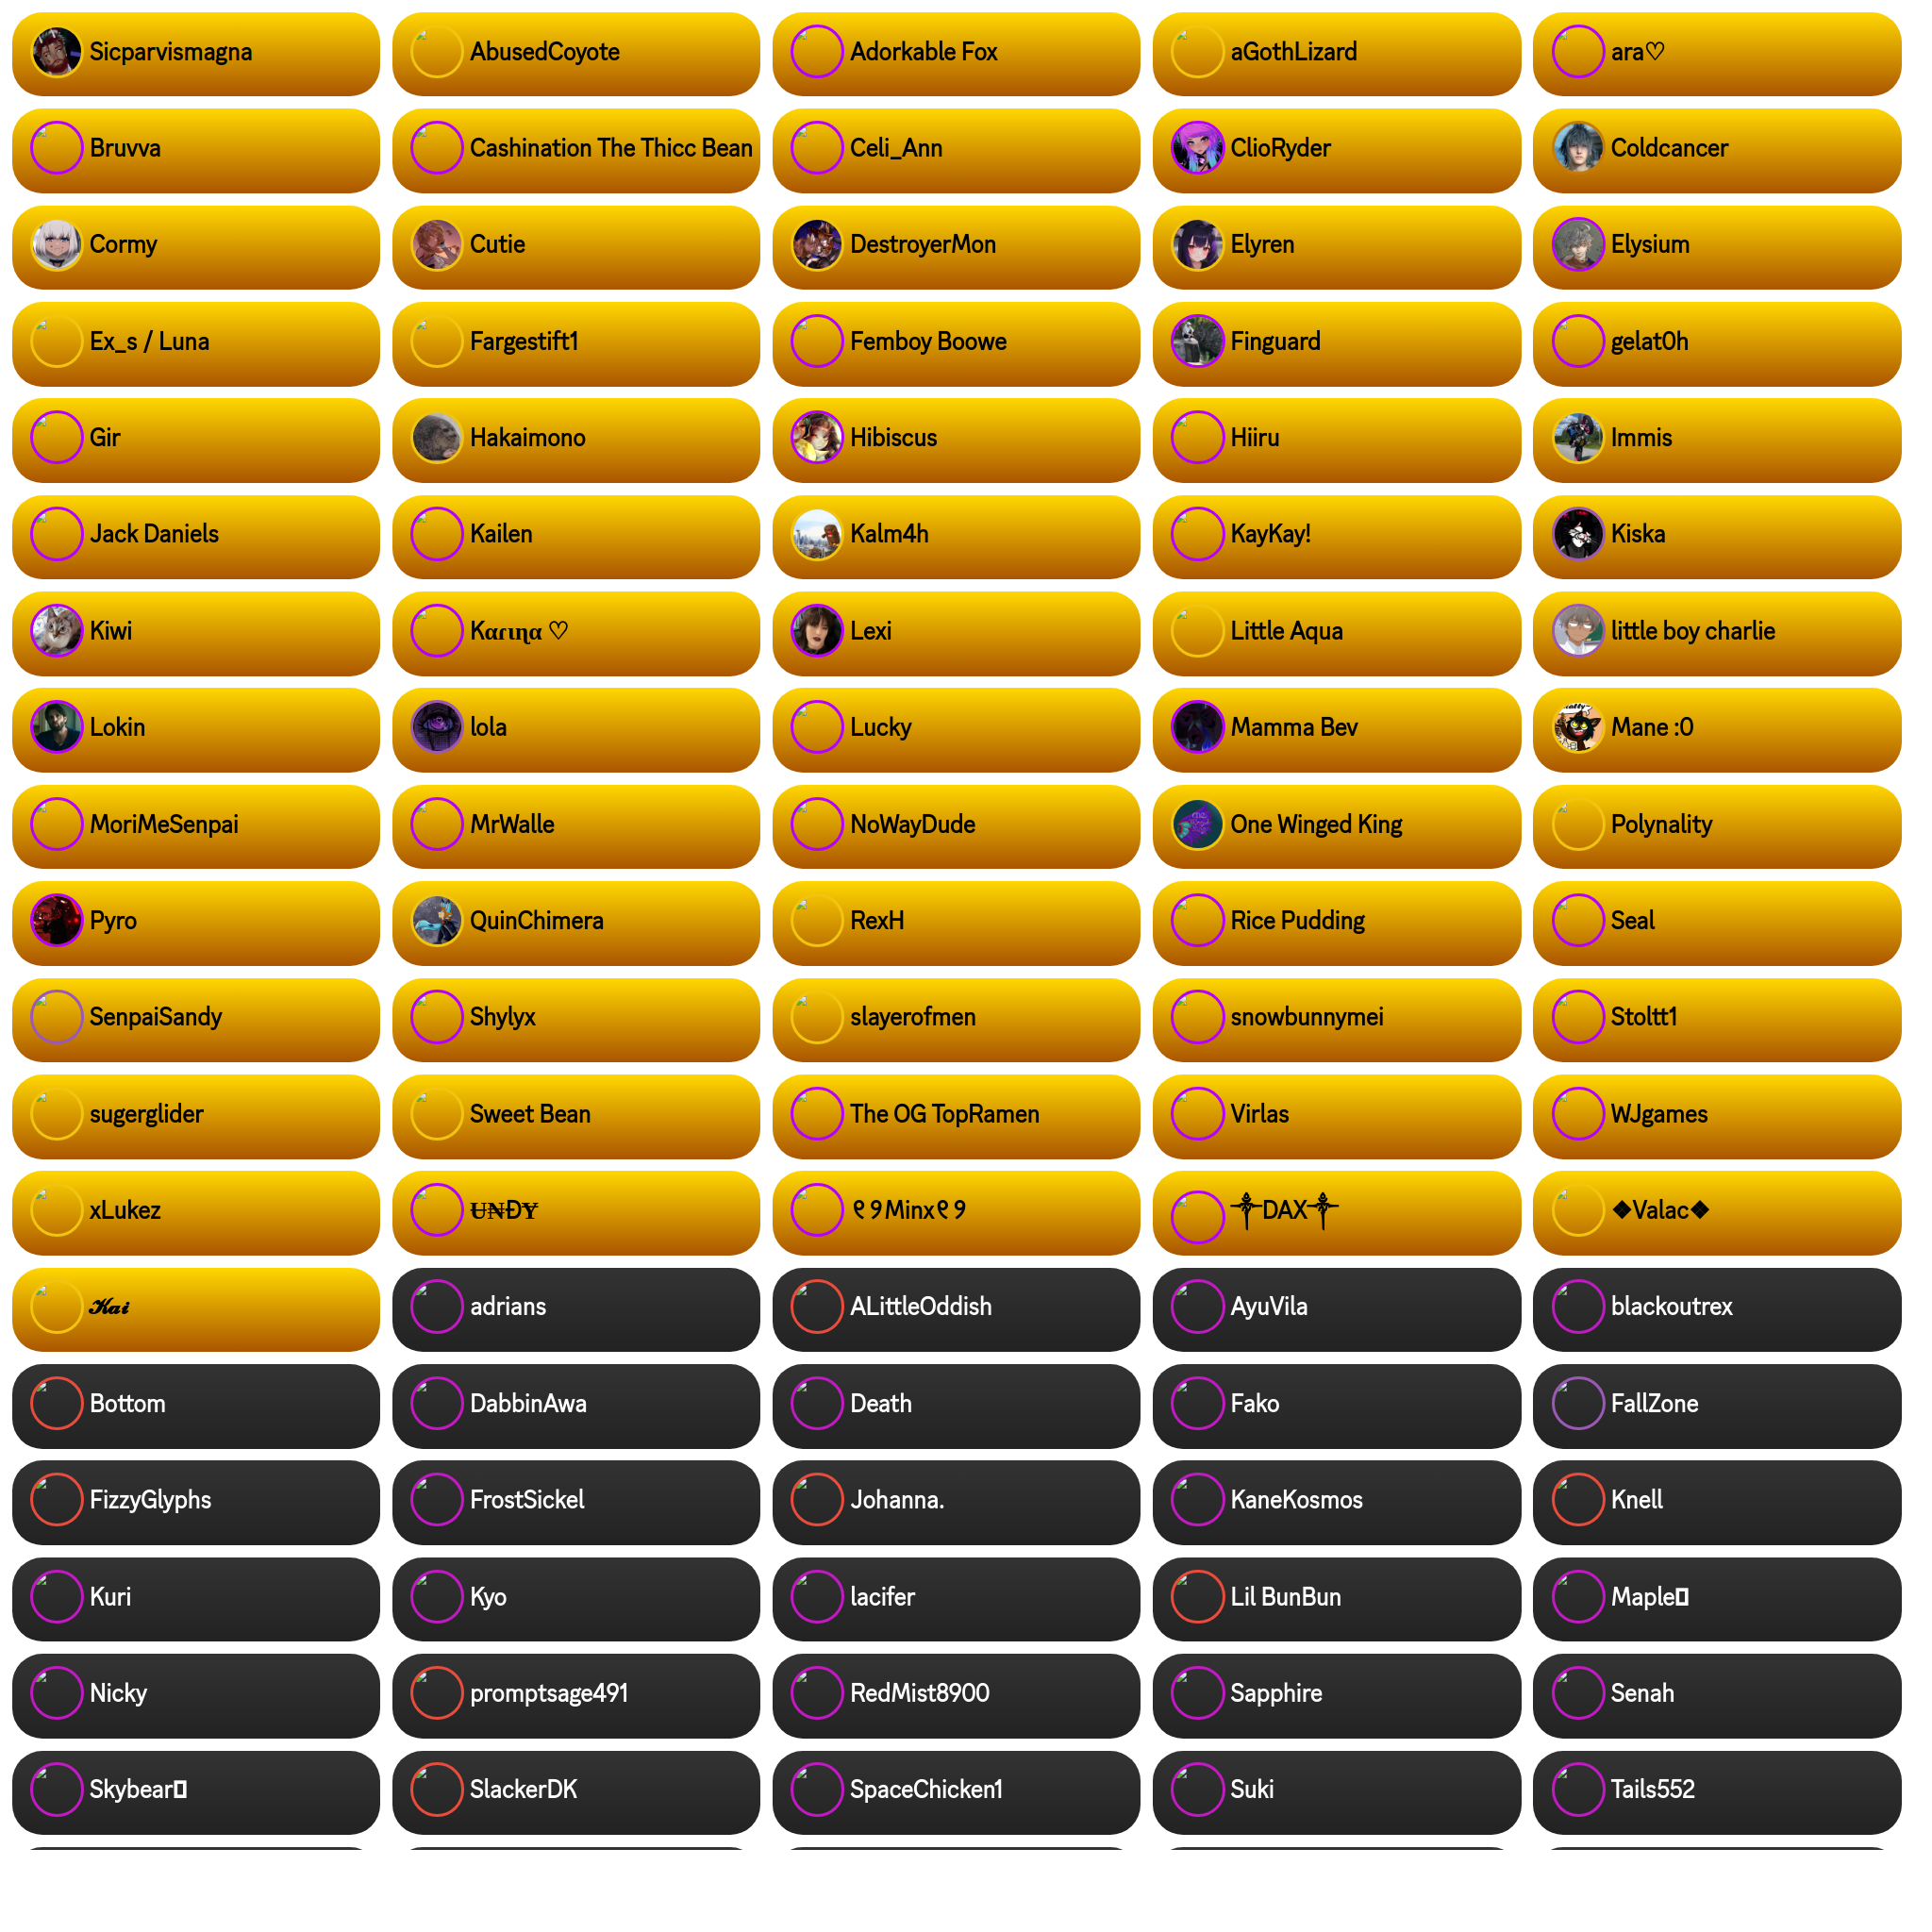 Sicparvismagna
AbusedCoyote
Adorkable Fox
aGothLizard
ara♡
Bruvva
Cashination The Thicc Bean
Celi_Ann
ClioRyder
Coldcancer
Cormy
Cutie
DestroyerMon
Elyren
Elysium
Ex_s / Luna
Fargestift1
Femboy Boowe
Finguard
gelat0h
Gir
Hakaimono
Hibiscus
Hiiru
Immis
Jack Daniels
Kailen
Kalm4h
KayKay!
Kiska
Kiwi
Kαɾιηα ♡
Lexi
Little Aqua
little boy charlie
Lokin
lola
Lucky
Mamma Bev
Mane :0
MoriMeSenpai
MrWalle
NoWayDude
One Winged King
Polynality
Pyro
QuinChimera
RexH
Rice Pudding
Seal
SenpaiSandy
Shylyx
slayerofmen
snowbunnymei
Stoltt1
sugerglider
Sweet Bean
The OG TopRamen
Virlas
WJgames
xLukez
Ʉ₦ĐɎ
୧୨Minx୧୨
༒DAX༒
❖Valac❖
𝓚𝓪𝓲
adrians
ALittleOddish
AyuVila
blackoutrex
Bottom
DabbinAwa
Death
Fako
FallZone
FizzyGlyphs
FrostSickel
Johanna.
KaneKosmos
Knell
Kuri
Kyo
lacifer
Lil BunBun
Maple
Nicky
promptsage491
RedMist8900
Sapphire
Senah
Skybear
SlackerDK
SpaceChicken1
Suki
Tails552